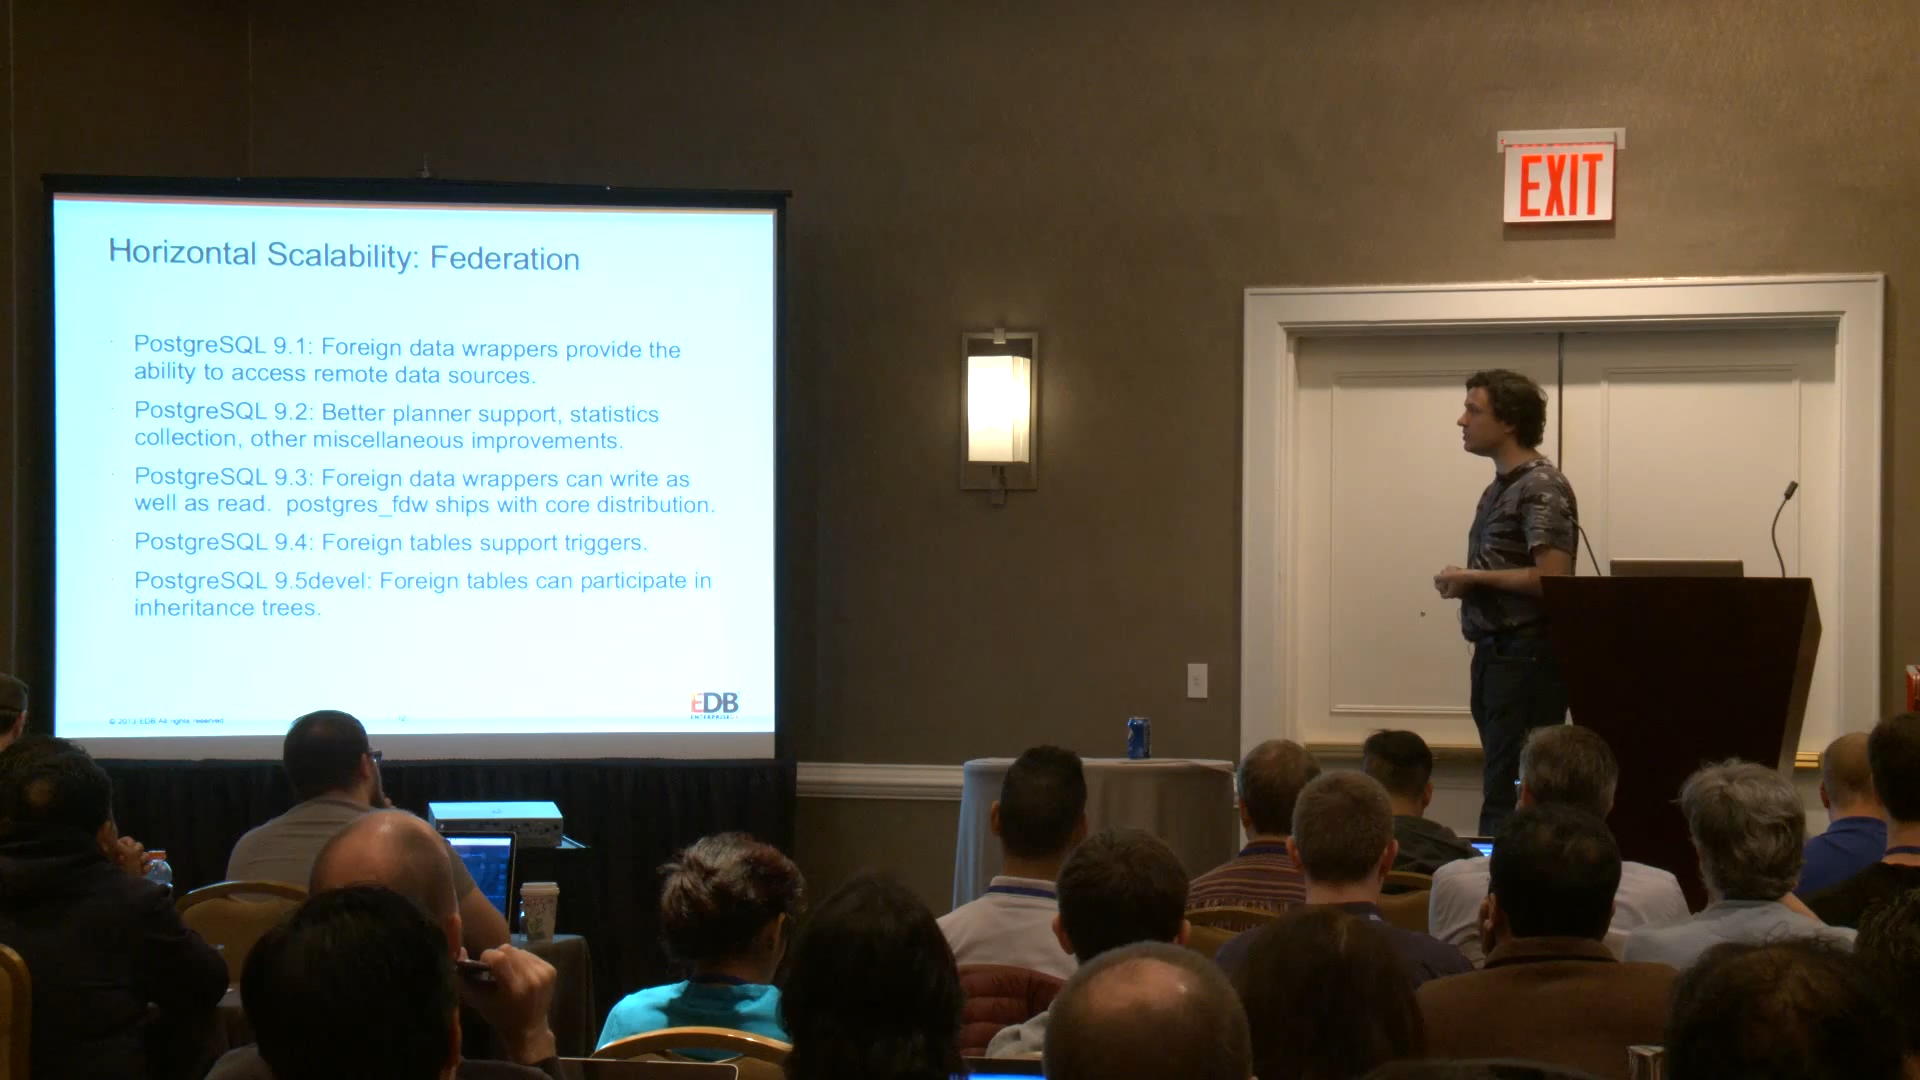 Horizontal Scalability: Federation
PostgreSQL 9.1: Foreign data wrappers provide the
ability to access remote data sources.
PostgreSQL 9.2: Better planner support, statistics
collection, other miscellaneous improvements.
PostgreSQL 9.3: Foreign data wrappers can write as
well as read. postgres_fdw ships with core distribution.
PostgreSQL 9.4: Foreign tables support triggers.
PostgreSQL 9.5devel: Foreign tables can participate in
inheritance trees.
EDB
EXIT